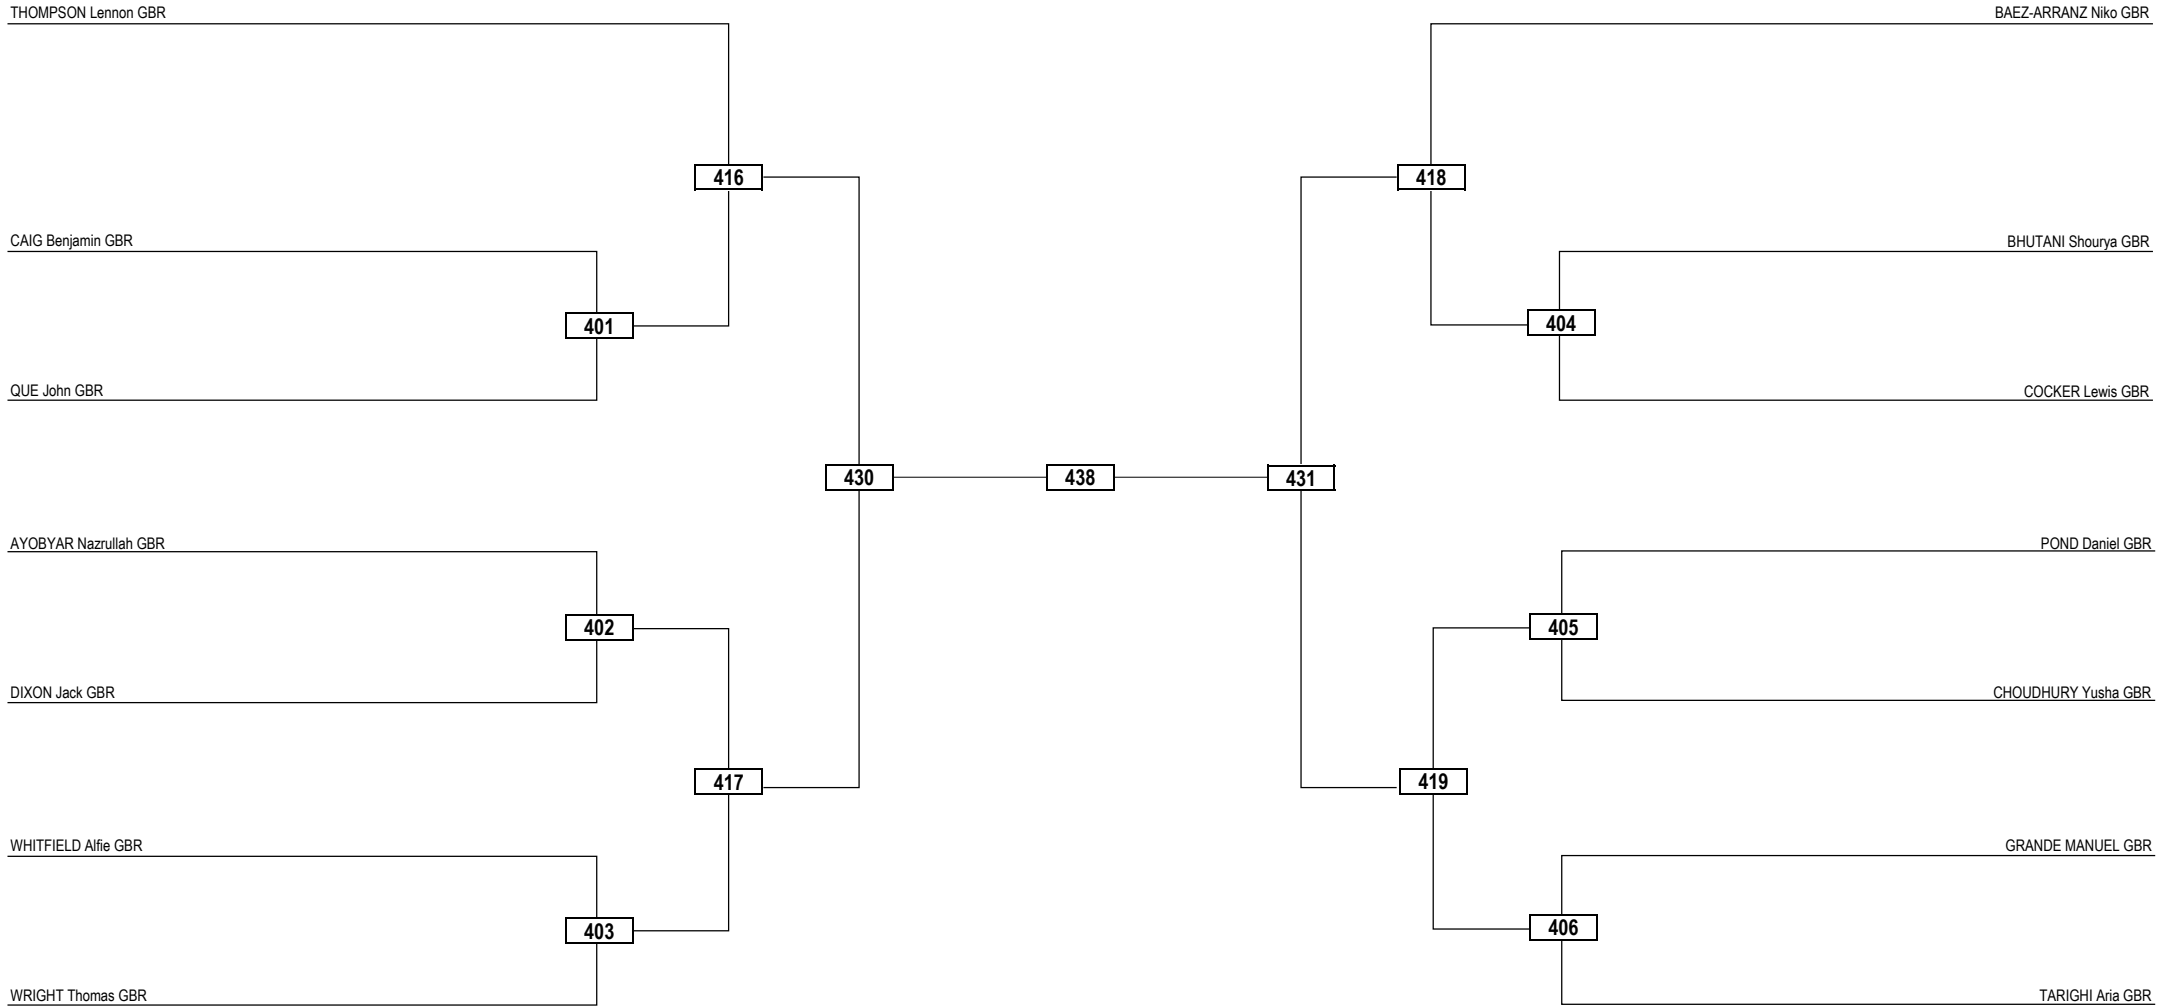 THOMPSON Lennon GBR
BAEZ-ARRANZ Niko GBR
416
418
CAIG Benjamin GBR
BHUTANI Shourya GBR
401
404
QUE John GBR
COCKER Lewis GBR
430
438
431
AYOBYAR Nazrullah GBR
POND Daniel GBR
402
405
DIXON Jack GBR
CHOUDHURY Yusha GBR
417
419
WHITFIELD Alfie GBR
GRANDE MANUEL GBR
403
406
WRIGHT Thomas GBR
TARIGHI Aria GBR